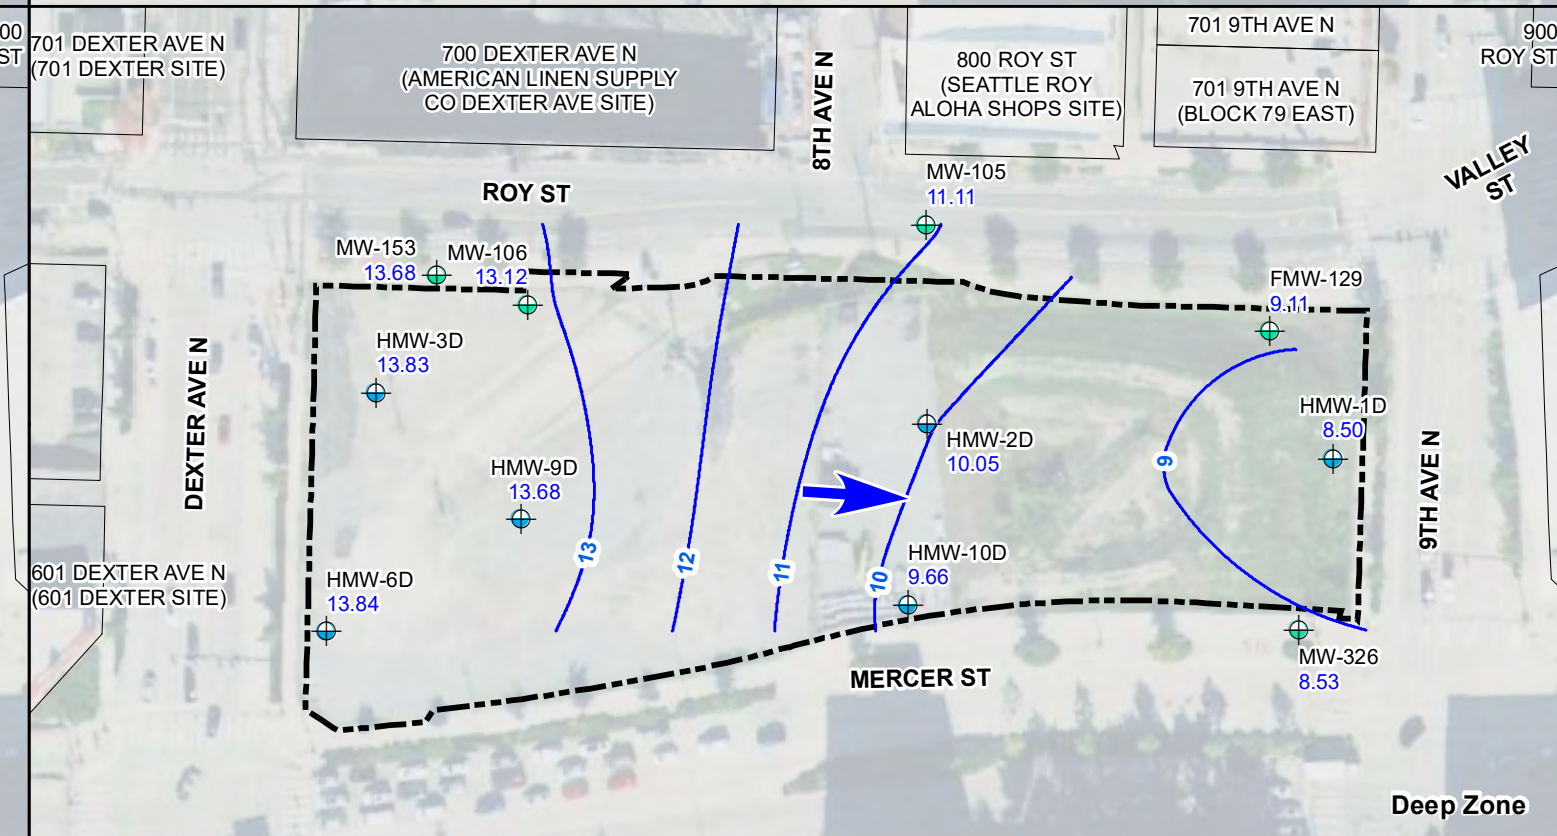 00
ST
701 DEXTER AVE N
(701 DEXTER SITE)
700 DEXTER AVE N
(AMERICAN LINEN SUPPLY
CO DEXTER AVE SITE)
8TH AVE N
800 ROY ST
(SEATTLE ROY
ALOHA SHOPS SITE)
701 9TH AVE N
701 9TH AVE N
(BLOCK 79 EAST)
900
ROY ST
VALLEY
ST
ROY ST
MW-105
11.11
MW-153
13.68
MW-106
13.12
FMW-129
9.11
HMW-3D
13.83
DEXTER AVE N
HMW-1D
8.50
HMW-2D
10.05
9
9TH AVE N
HMW-9D
13.68
13
12
11
10
HMW-10D
9.66
601 DEXTER AVE N
(601 DEXTER SITE)
HMW-6D
13.84
MERCER ST
MW-326
8.53
Deep Zone